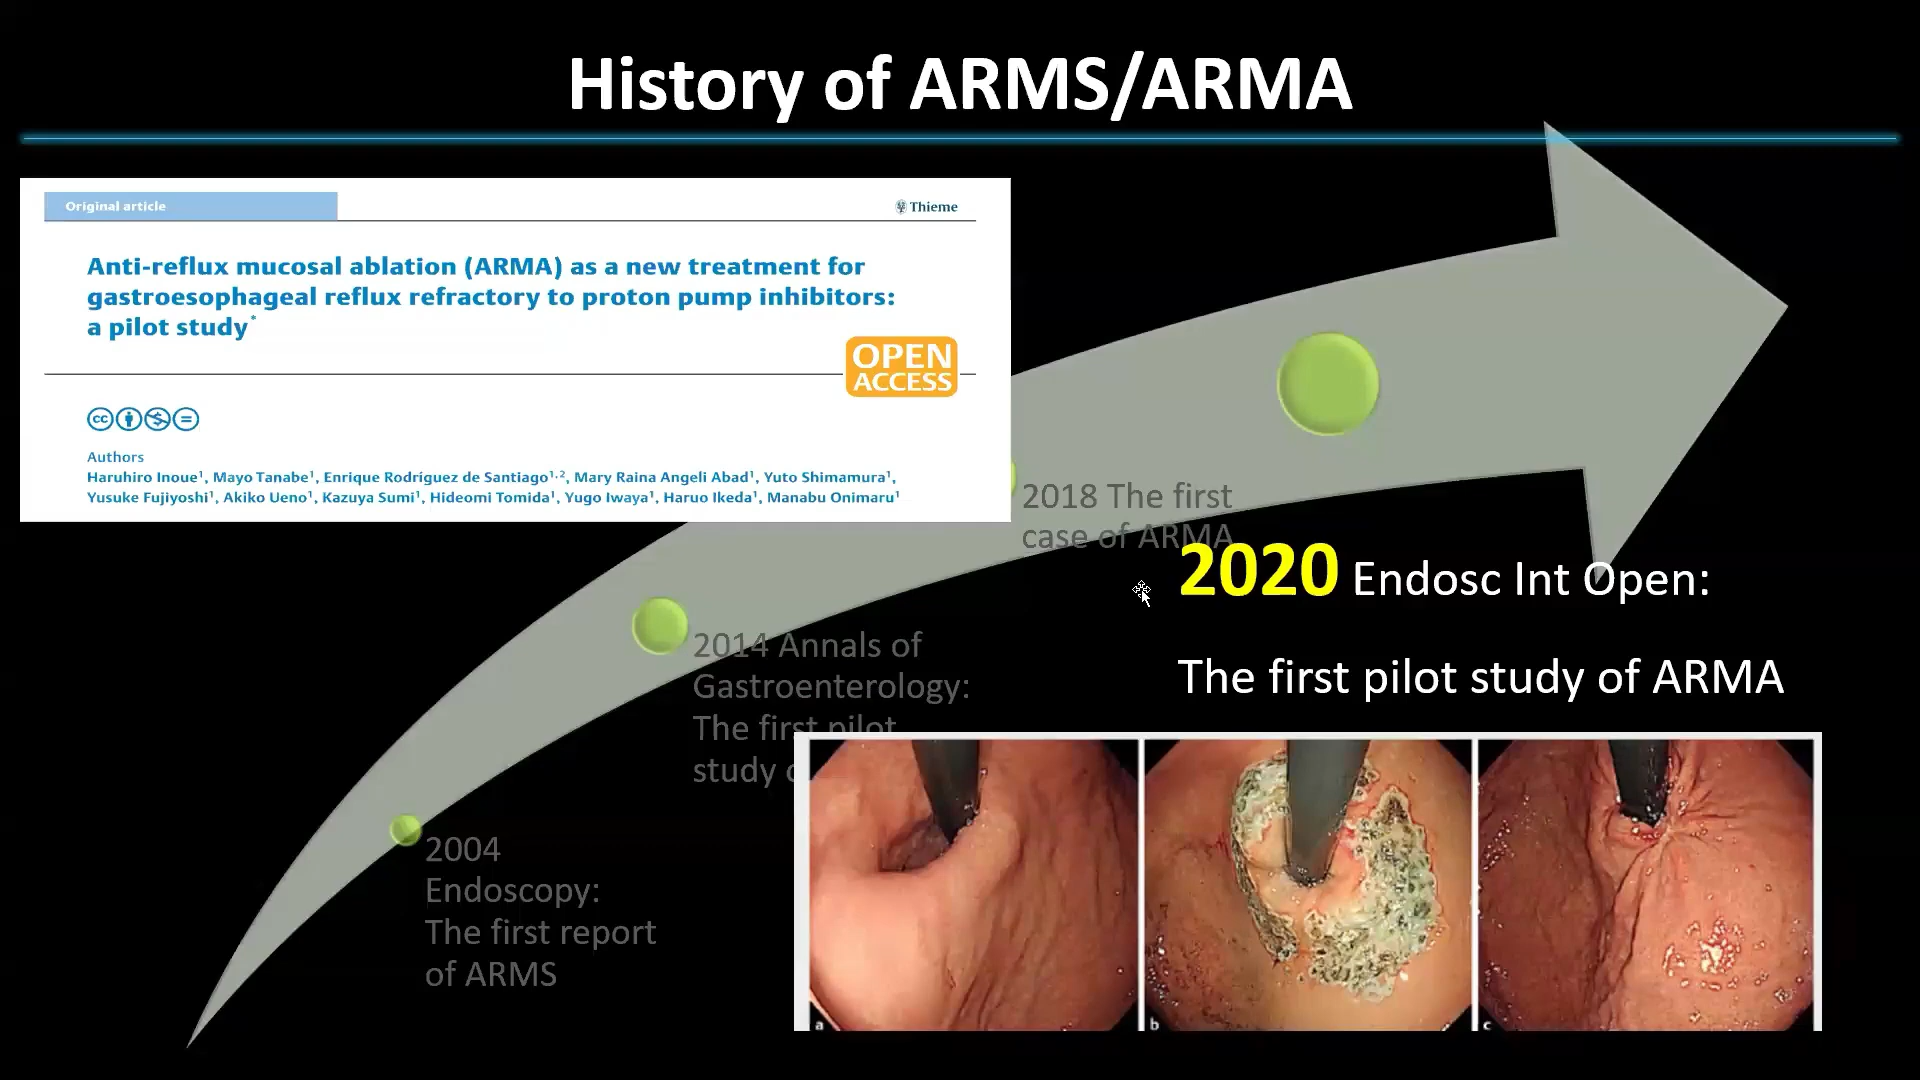 History of ARMS/ARMA
Original article
Thieme
Anti-reflux mucosal ablation (ARMA) as a new treatment for
gastroesophageal reflux refractory to proton pump inhibitors:
a pilot study*
OPEN
ACCESS
cc
Authors
Haruhiro Inoue1, Mayo Tanabe1, Enrique Rodríguez de Santiago1,2, Mary Raina Angeli Abad1, Yuto Shimamura1,
Yusuke Fujiyoshi1, Akiko Ueno1, Kazuya Sumi1, Hideomi Tomida1, Yugo Iwaya1, Haruo Ikeda1, Manabu Onimaru1
2018 The first
case of ARMA
2020 Endosc Int Open:
The first pilot study of ARMA
2014 Annals of
Gastroenterology:
The first pilot
study
2004
Endoscopy:
The first report
of ARMS
a
b
c